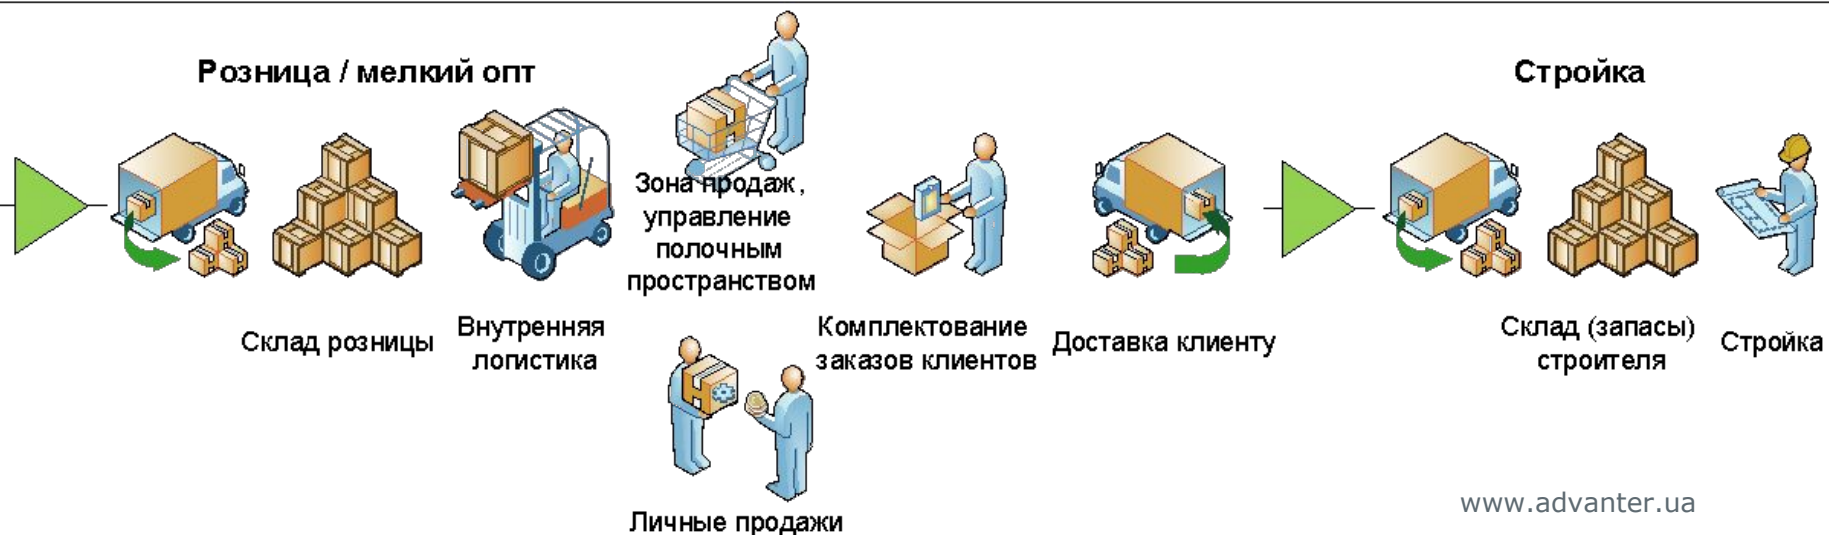 Розница / мелкий опт
Стройка
Зона продаж,
управление
полочным
пространством
Склад розницы
Внутренняя
логистика
Комплектование
заказов клиентов
Доставка клиенту
Склад (запасы)
строителя
Стройка
Личные продажи
www.advanter.ua